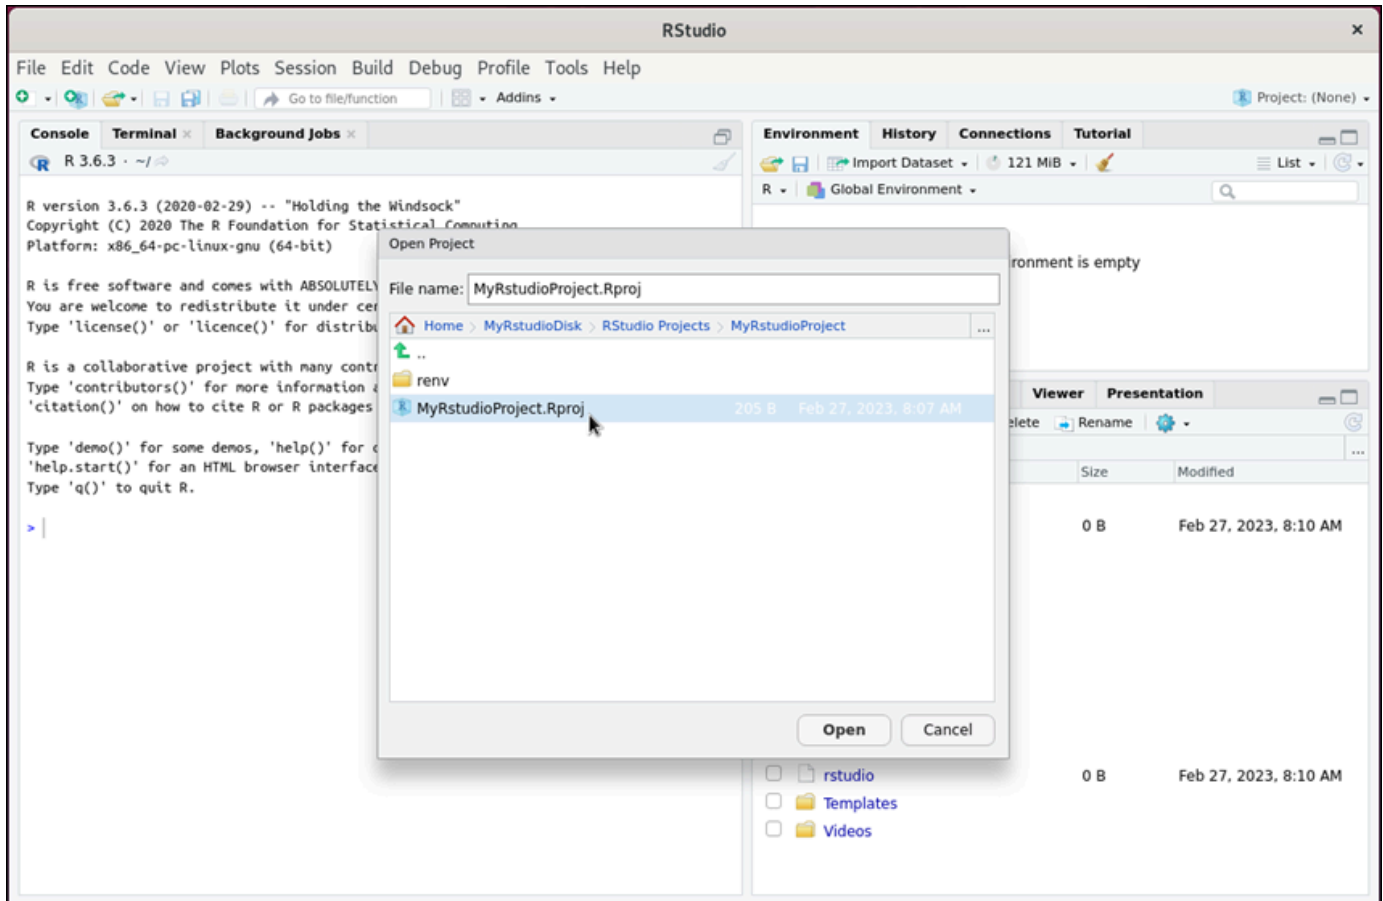 RStudio
File Edit Code View Plots Session Build Debug Profile Tools Help
Go to file/function Addins Project: (None)
Console Terminal Background Jobs
R 3.6.3 · ~/
R version 3.6.3 (2020-02-29) -- "Holding the Windsock"
Copyright (C) 2020 The R Foundation for Statistical Computing
Platform: x86_64-pc-linux-gnu (64-bit)
R is free software and comes with ABSOLUTELY
You are welcome to redistribute it under cer
Type 'license()' or 'licence()' for distribu
R is a collaborative project with many contr
Type 'contributors()' for more information a
'citation()' on how to cite R or R packages
Type 'demo()' for some demos, 'help()' for o
'help.start()' for an HTML browser interface
Type 'q()' to quit R.
>
Open Project
File name: MyRstudioProject.Rproj
Home > MyRstudioDisk > RStudio Projects > MyRstudioProject ...
..
renv
MyRstudioProject.Rproj 205 B Feb 27, 2023, 8:07 AM
Open Cancel
Environment History Connections Tutorial
Import Dataset 121 MiB List
R Global Environment
ronment is empty
Viewer Presentation
elete Rename
...
Size Modified
0 B Feb 27, 2023, 8:10 AM
rstudio 0 B Feb 27, 2023, 8:10 AM
Templates
Videos